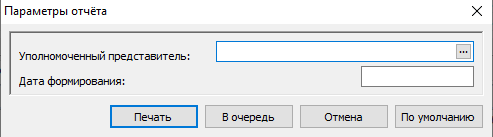 Параметры отчёта
Уполномоченный представитель:
...
Дата формирования:
Печать В очередь Отмена По умолчанию